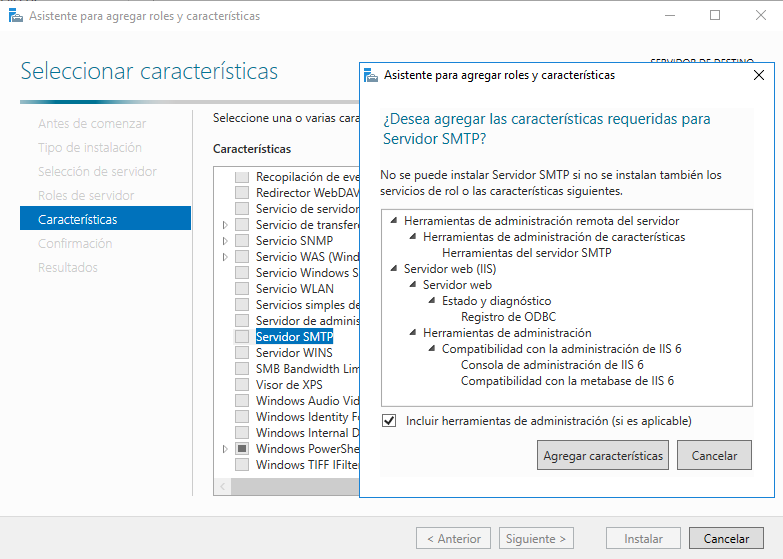 Asistente para agregar roles y características
Seleccionar características
SERVIDOR DE DESTINO
Antes de comenzar
Tipo de instalación
Selección de servidor
Roles de servidor
Características
Confirmación
Resultados
Seleccione una o varias cara
Características
Recopilación de eve
Redirector WebDAV
Servicio de servidor
Servicio de transfere
Servicio SNMP
Servicio WAS (Wind
Servicio Windows S
Servicio WLAN
Servicios simples de
Servidor de adminis
Servidor SMTP
Servidor WINS
SMB Bandwidth Lim
Visor de XPS
Windows Audio Vid
Windows Identity Fo
Windows Internal D
Windows PowerShe
Windows TIFF IFilter
Asistente para agregar roles y características
¿Desea agregar las características requeridas para
Servidor SMTP?
No se puede instalar Servidor SMTP si no se instalan también los
servicios de rol o las características siguientes.
Herramientas de administración remota del servidor
Herramientas de administración de características
Herramientas del servidor SMTP
Servidor web (IIS)
Servidor web
Estado y diagnóstico
Registro de ODBC
Herramientas de administración
Compatibilidad con la administración de IIS 6
Consola de administración de IIS 6
Compatibilidad con la metabase de IIS 6
Incluir herramientas de administración (si es aplicable)
Agregar características
Cancelar
< Anterior
Siguiente >
Instalar
Cancelar